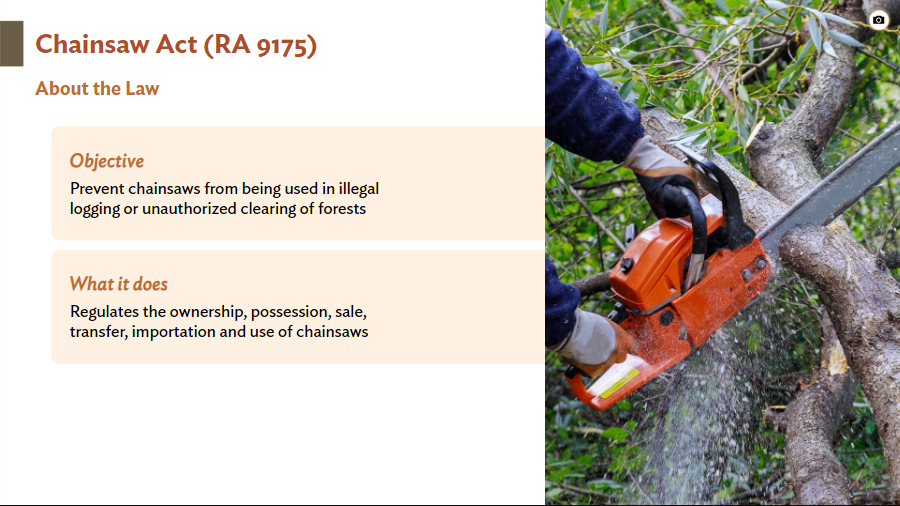 Chainsaw Act (RA 9175)
About the Law
Objective
Prevent chainsaws from being used in illegal
logging or unauthorized clearing of forests
What it does
Regulates the ownership, possession, sale,
transfer, importation and use of chainsaws